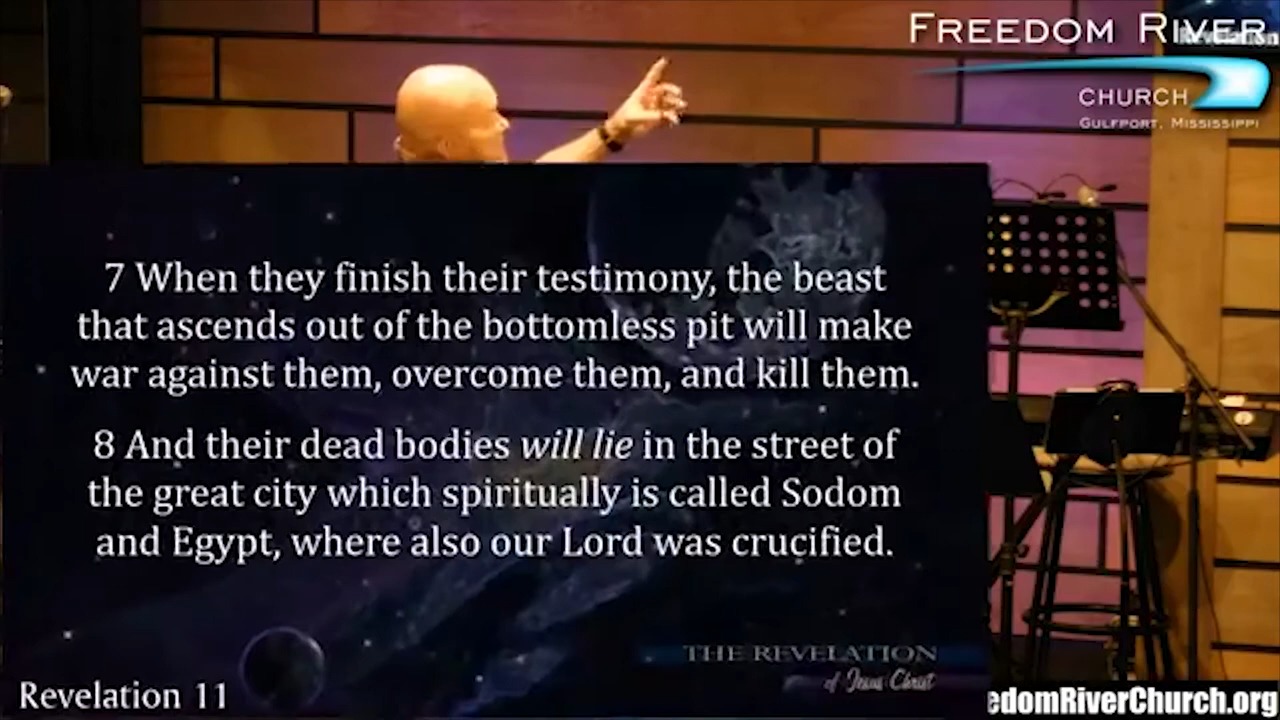 FREEDOM RIVER
CHURCH
GULFPORT, MISSISSIPPI
Revelation
7 When they finish their testimony, the beast
that ascends out of the bottomless pit will make
war against them, overcome them, and kill them.
8 And their dead bodies will lie in the street of
the great city which spiritually is called Sodom
and Egypt, where also our Lord was crucified.
THE REVELATION
of Jesus Christ
Revelation 11
edomRiverChurch.org